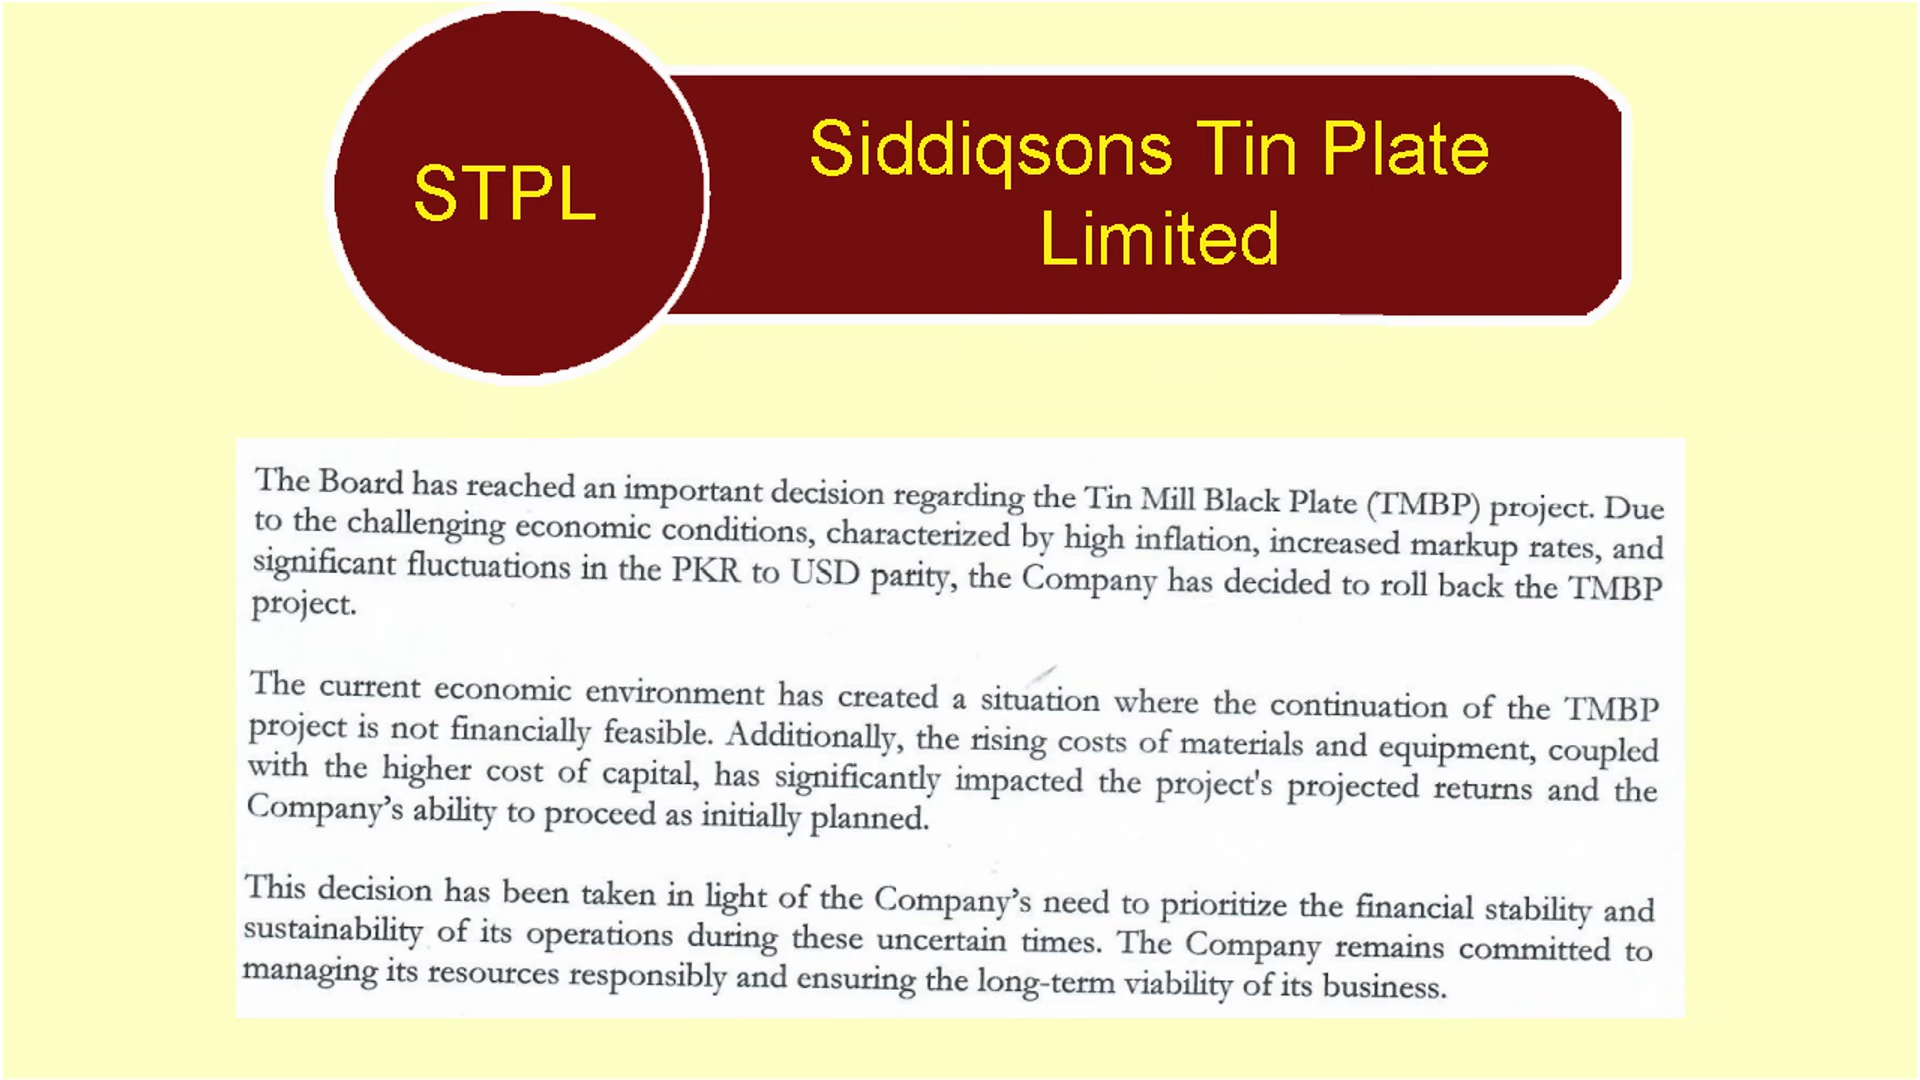 STPL
Siddiqsons Tin Plate
Limited
The Board has reached an important decision regarding the Tin Mill Black Plate (TMBP) project. Due
to the challenging economic conditions, characterized by high inflation, increased markup rates, and
significant fluctuations in the PKR to USD parity, the Company has decided to roll back the TMBP
project.
The current economic environment has created a situation where the continuation of the TMBP
project is not financially feasible. Additionally, the rising costs of materials and equipment, coupled
with the higher cost of capital, has significantly impacted the project's projected returns and the
Company’s ability to proceed as initially planned.
This decision has been taken in light of the Company’s need to prioritize the financial stability and
sustainability of its operations during these uncertain times. The Company remains committed to
managing its resources responsibly and ensuring the long-term viability of its business.